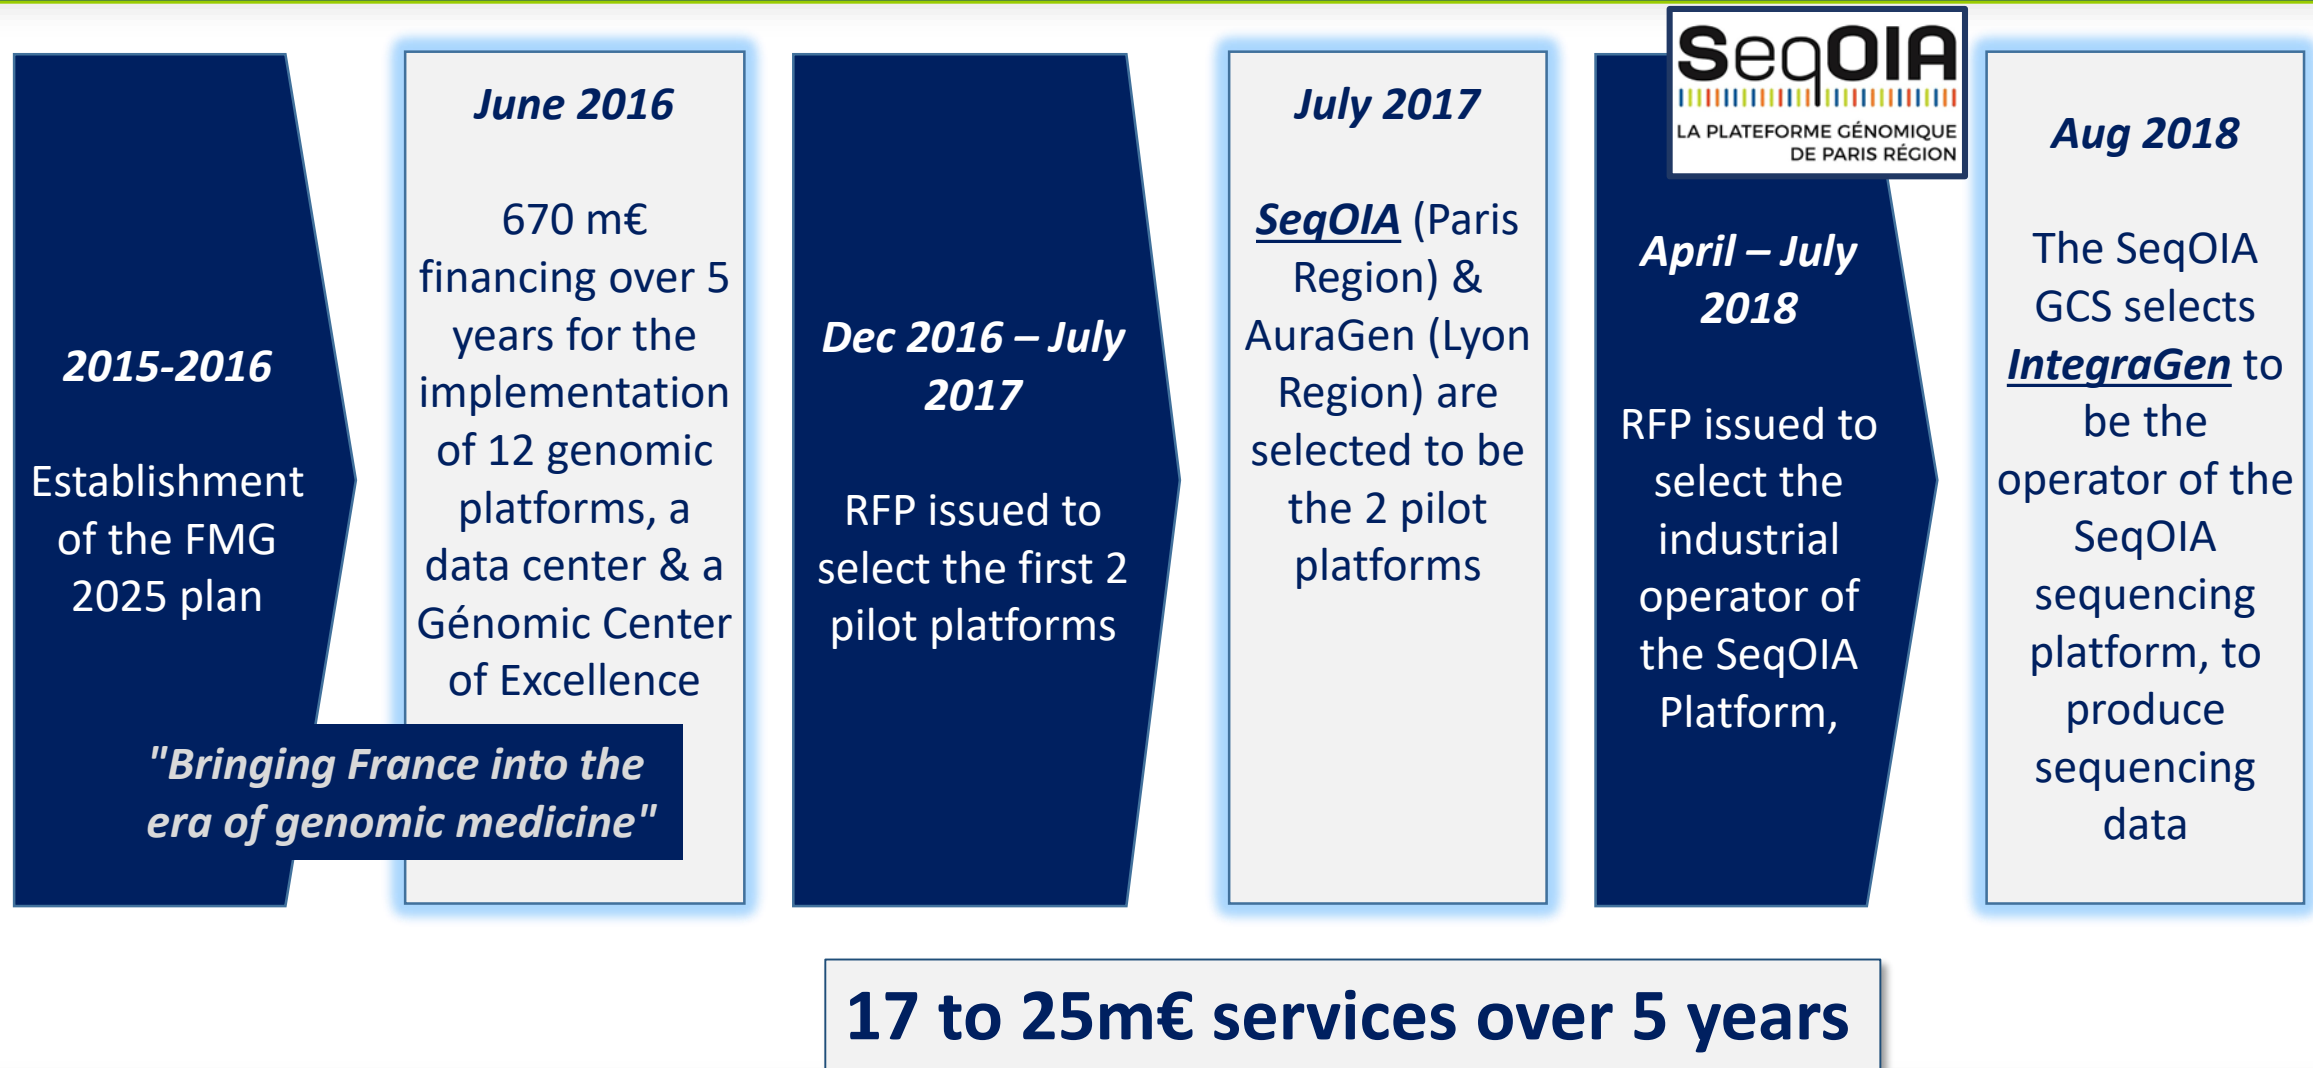 2015-2016
Establishment
of the FMG
2025 plan
"Bringing France into the
era of genomic medicine"
June 2016
670 m€
financing over 5
years for the
implementation
of 12 genomic
platforms, a
data center & a
Génomic Center
of Excellence
Dec 2016 – July
2017
RFP issued to
select the first 2
pilot platforms
July 2017
SeqOIA (Paris
Region) &
AuraGen (Lyon
Region) are
selected to be
the 2 pilot
platforms
SeqOIA
LA PLATEFORME GÉNOMIQUE
DE PARIS RÉGION
April – July
2018
RFP issued to
select the
industrial
operator of
the SeqOIA
Platform,
Aug 2018
The SeqOIA
GCS selects
IntegraGen to
be the
operator of the
SeqOIA
sequencing
platform, to
produce
sequencing
data
17 to 25m€ services over 5 years